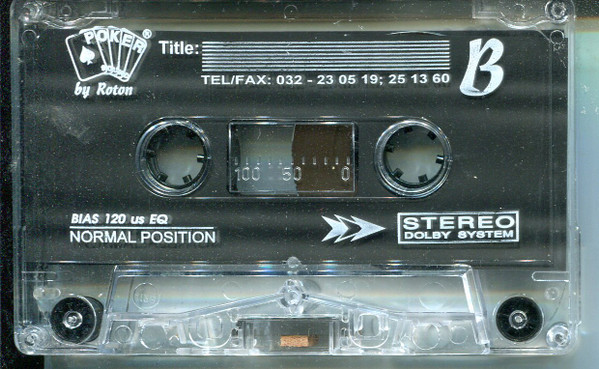 POKER®
by Roton
Title:
TEL/FAX: 032 - 23 05 19; 25 13 60
B
100 50 0
BIAS 120 us EQ
NORMAL POSITION
STEREO
DOLBY SYSTEM